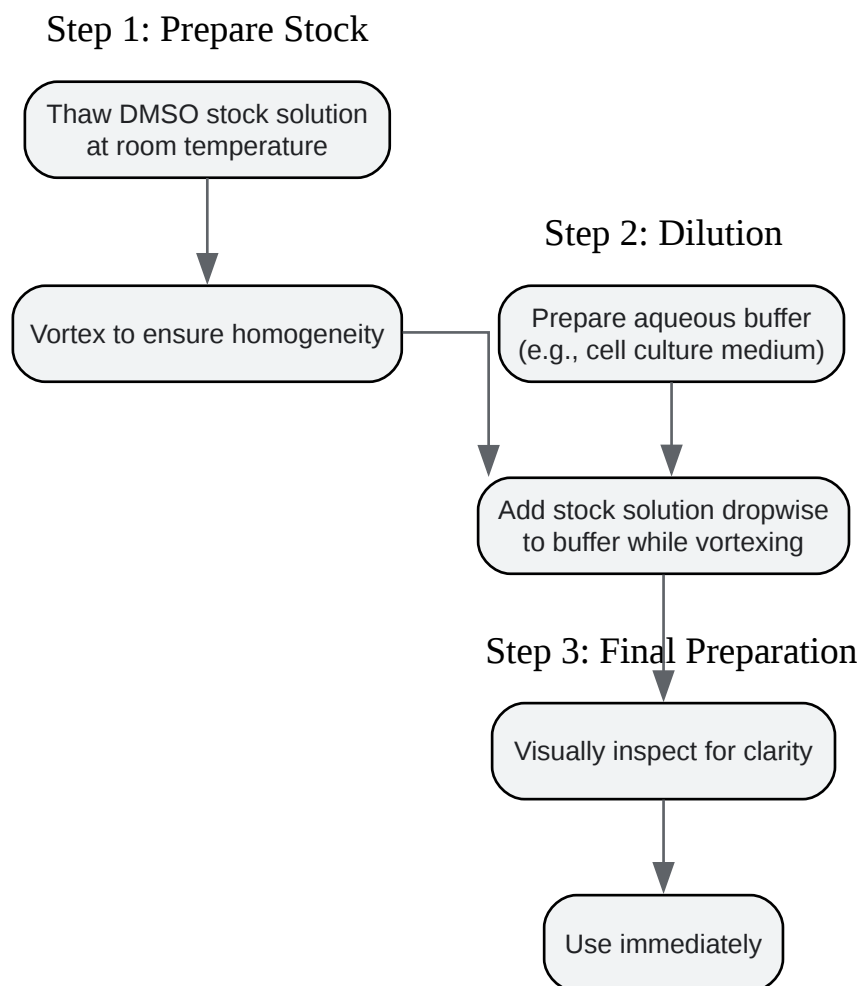 Step 1: Prepare Stock
Thaw DMSO stock solution
at room temperature
Vortex to ensure homogeneity
Step 2: Dilution
Prepare aqueous buffer
(e.g., cell culture medium)
Add stock solution dropwise
to buffer while vortexing
Step 3: Final Preparation
Visually inspect for clarity
Use immediately